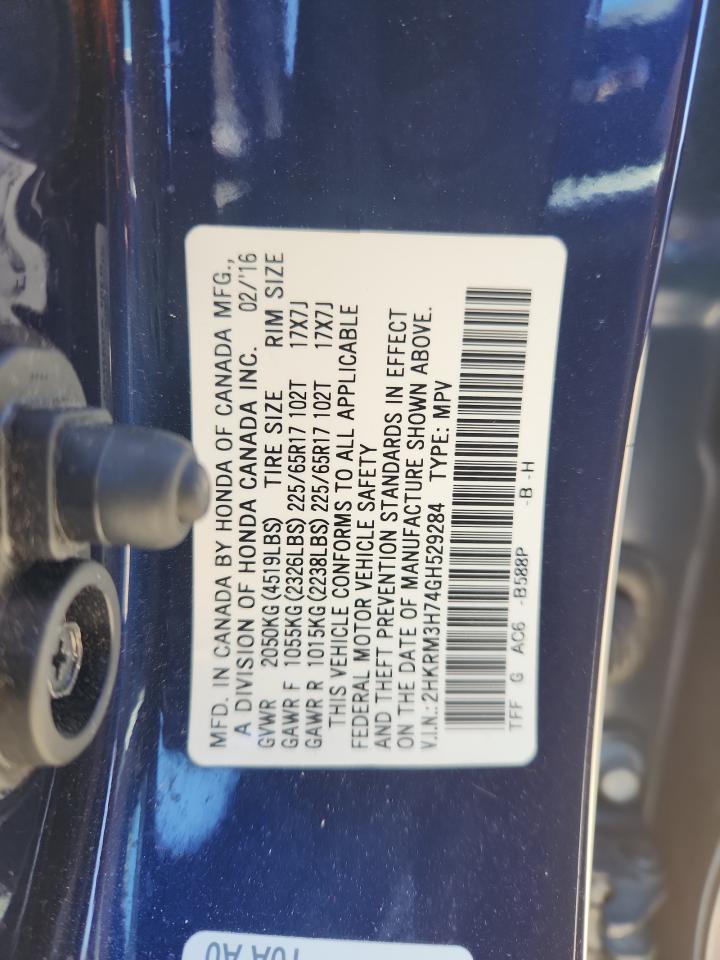 MFD. IN CANADA BY HONDA OF CANADA MFG.,
A DIVISION OF HONDA CANADA INC. 02/'16
GVWR 2050KG(4519LBS) TIRE SIZE RIM SIZE
GAWR F 1055KG(2326LBS) 225/65R17 102T 17X7J
GAWR R 1015KG(2238LBS) 225/65R17 102T 17X7J
THIS VEHICLE CONFORMS TO ALL APPLICABLE
FEDERAL MOTOR VEHICLE SAFETY
AND THEFT PREVENTION STANDARDS IN EFFECT
ON THE DATE OF MANUFACTURE SHOWN ABOVE.
V.I.N.: 2HKRM3H74GH529284 TYPE: MPV
TFF G AC6 -B588P -B -H